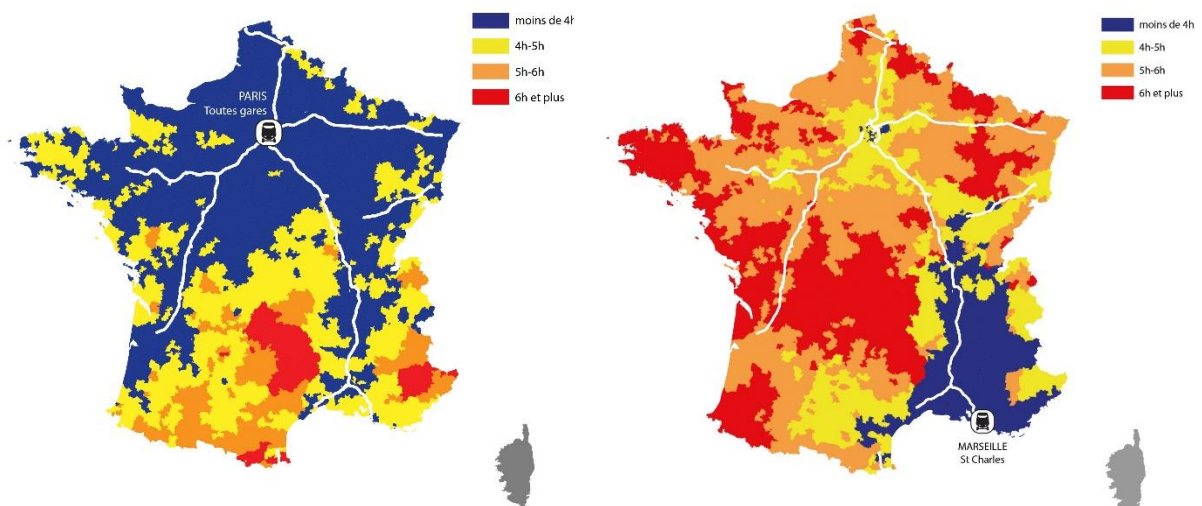 moins de 4h
4h-5h
5h-6h
6h et plus
PARIS
Toutes gares
moins de 4h
4h-5h
5h-6h
6h et plus
MARSEILLE
St Charles